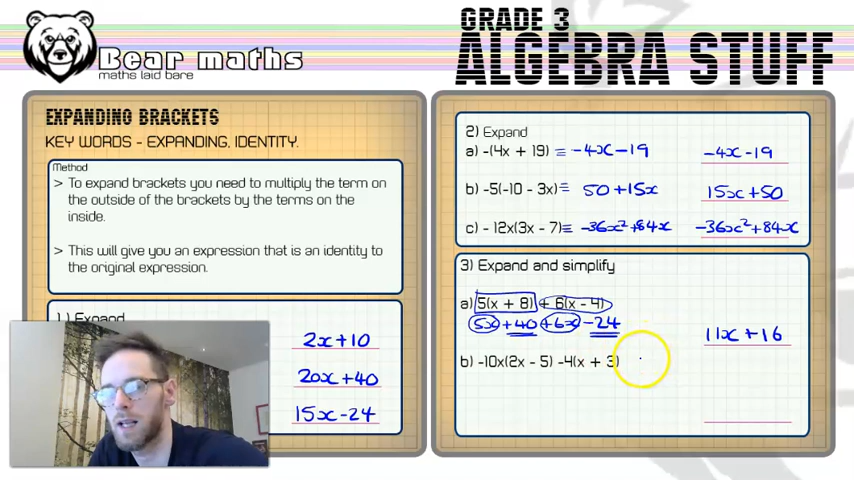 Bear maths
maths laid bare
GRADE 3
ALGEBRA STUFF
EXPANDING BRACKETS
KEY WORDS - EXPANDING, IDENTITY.
Method
> To expand brackets you need to multiply the term on
the outside of the brackets by the terms on the
inside.
> This will give you an expression that is an identity to
the original expression.
1) Expand
2x+10
20x+40
15x-24
2) Expand
a) -(4x + 19) ≡ -4x-19 -4x-19
b) -5(-10 - 3x) ≡ 50+15x 15x+50
c) - 12x(3x - 7) ≡ -36x²+84x -36x²+84x
3) Expand and simplify
a) 5(x + 8) + 6(x - 4)
5x +40 +6x -24 11x +16
b) -10x(2x - 5) -4(x + 3)